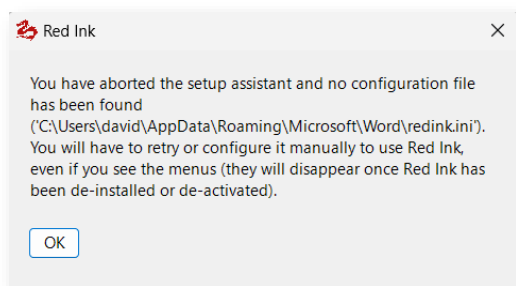 Red Ink
You have aborted the setup assistant and no configuration file
has been found
('C:\Users\david\AppData\Roaming\Microsoft\Word\redink.ini').
You will have to retry or configure it manually to use Red Ink,
even if you see the menus (they will disappear once Red Ink has
been de-installed or de-activated).
OK